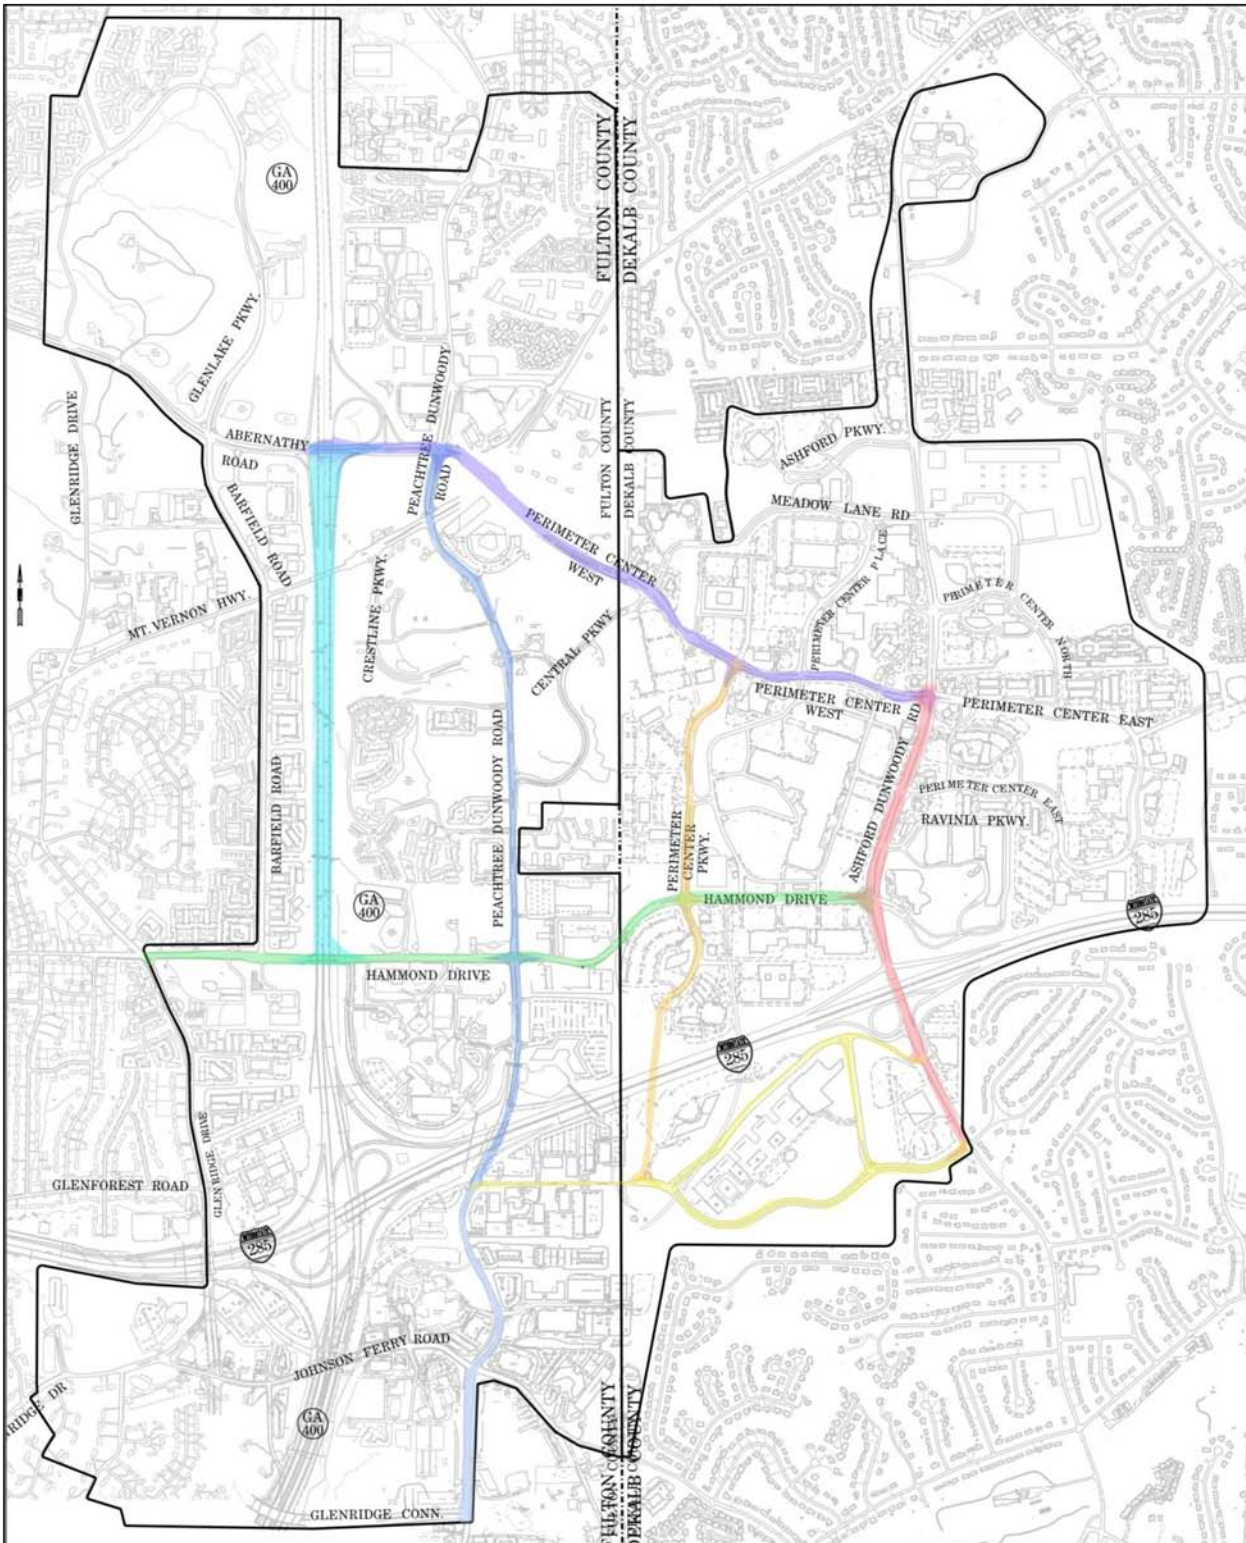 FULTON COUNTY
DEKALB COUNTY
GA
400
GLENLAKE PKWY.
GLENRIDGE DRIVE
ABERNATHY
ROAD
PEACHTREE DUNWOODY
ROAD
FULTON COUNTY
DEKALB COUNTY
ASHFORD PKWY.
MEADOW LANE RD
BARFIELD ROAD
PERIMETER CENTER
WEST
PERIMETER CENTER PLACE
PERIMETER CENTER NORTH
MT. VERNON HWY.
CRESTLINE PKWY.
CENTRAL PKWY
PERIMETER CENTER
WEST
PERIMETER CENTER EAST
BARFIELD ROAD
PEACHTREE DUNWOODY ROAD
PERIMETER
CENTER
PKWY.
ASHFORD DUNWOODY RD
PERIMETER CENTER EAST
RAVINIA PKWY.
GA
400
HAMMOND DRIVE
285
HAMMOND DRIVE
285
GLENRIDGE DRIVE
GLENFOREST ROAD
285
JOHNSON FERRY ROAD
RIDGE DR
GA
400
GLENRIDGE CONN.
FULTON COUNTY
DEKALB COUNTY